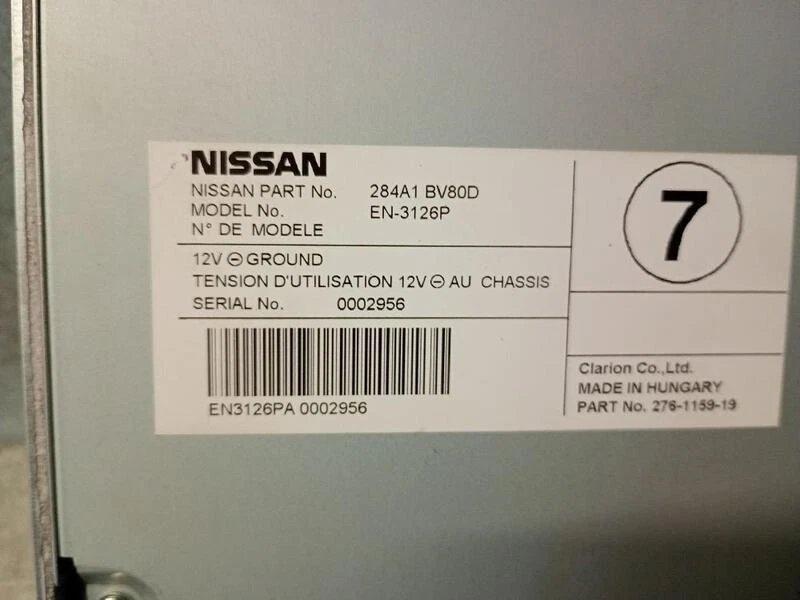 NISSAN
NISSAN PART No. 284A1 BV80D
MODEL No. EN-3126P
N° DE MODELE
12V ⊖ GROUND
TENSION D'UTILISATION 12V ⊖ AU CHASSIS
SERIAL No. 0002956
EN3126PA 0002956
7
Clarion Co.,Ltd.
MADE IN HUNGARY
PART No. 276-1159-19